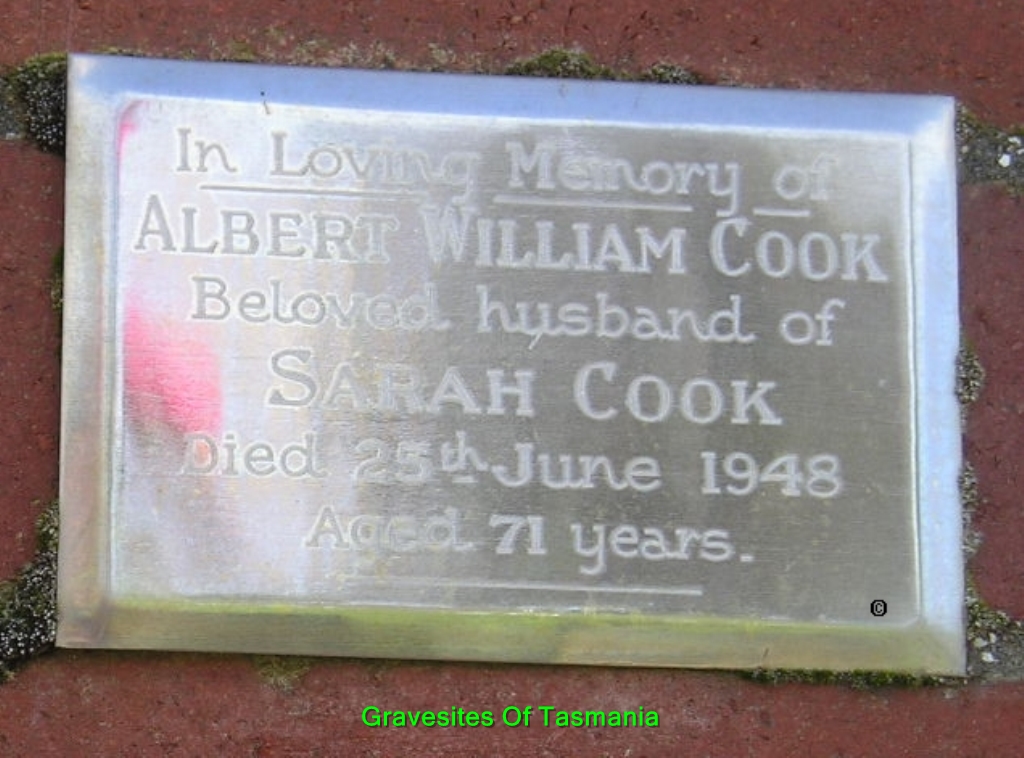 In Loving Memory of
ALBERT WILLIAM COOK
Beloved husband of
SARAH COOK
Died 25th June 1948
Aged 71 years.
©
Gravesites Of Tasmania